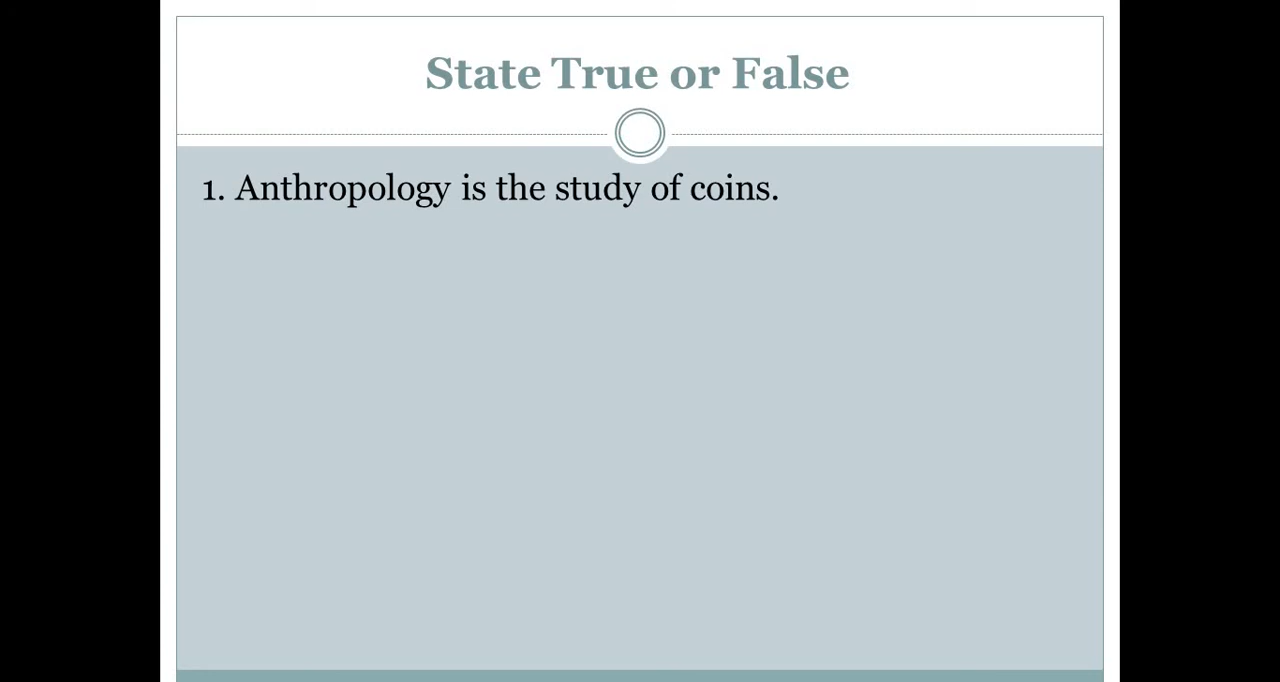 State True or False
1. Anthropology is the study of coins.